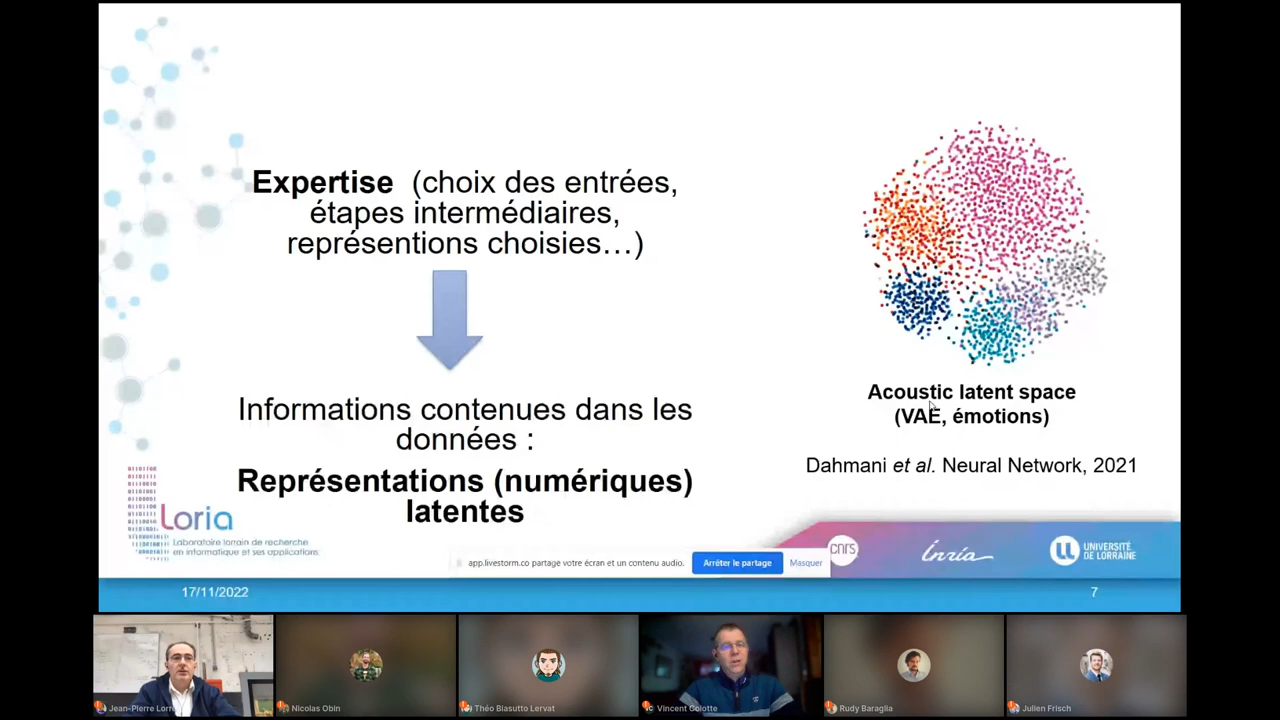 Expertise (choix des entrées,
étapes intermédiaires,
représentions choisies…)
Informations contenues dans les
données :
Représentations (numériques)
latentes
Acoustic latent space
(VAE, émotions)
Dahmani et al. Neural Network, 2021
Loria
Laboratoire lorrain de recherche
en informatique et ses applications
app.livestorm.co partage votre écran et un contenu audio.
Arrêter le partage
Masquer
cnrs
Inria
UNIVERSITÉ
DE LORRAINE
17/11/2022
7
Jean-Pierre
Nicolas Obin
Théo Biasutto Lervat
Vincent Colotte
Rudy Baraglia
Julien Frisch